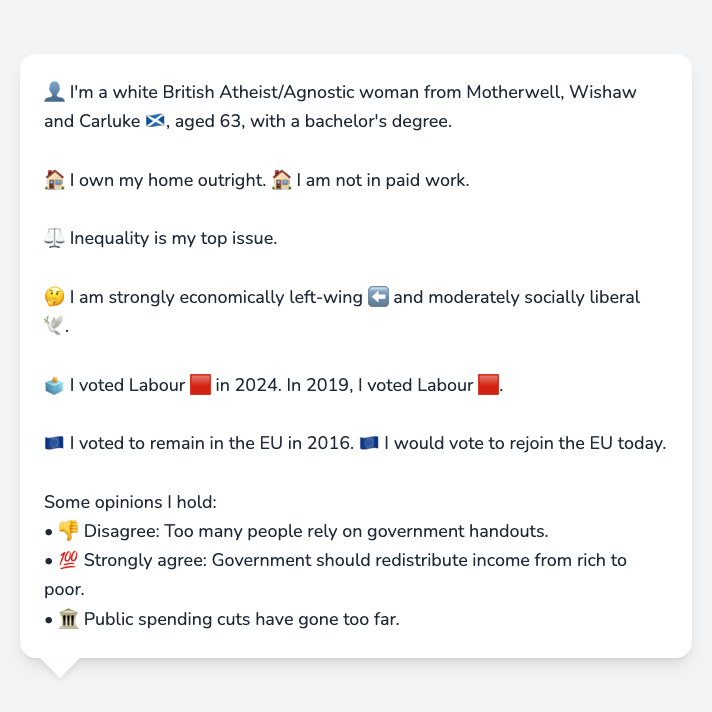 👤 I'm a white British Atheist/Agnostic woman from Motherwell, Wishaw
and Carluke 🏴󠁧󠁢󠁳󠁣󠁴󠁿, aged 63, with a bachelor's degree.
🏠 I own my home outright. 🏠 I am not in paid work.
⚖️ Inequality is my top issue.
🤔 I am strongly economically left-wing ⬅️ and moderately socially liberal
🕊️.
🗳️ I voted Labour 🟥 in 2024. In 2019, I voted Labour 🟥.
🇪🇺 I voted to remain in the EU in 2016. 🇪🇺 I would vote to rejoin the EU today.
Some opinions I hold:
• 👎 Disagree: Too many people rely on government handouts.
• 💯 Strongly agree: Government should redistribute income from rich to
poor.
• 🏛️ Public spending cuts have gone too far.